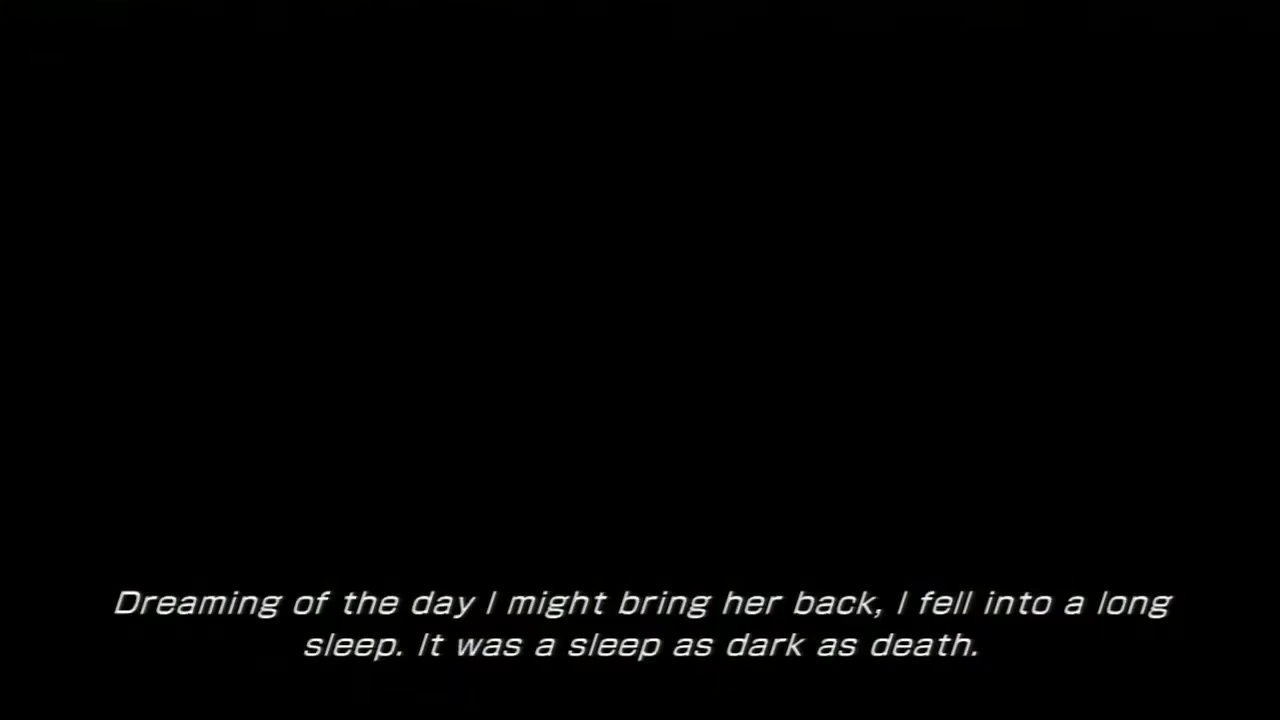 Dreaming of the day I might bring her back, I fell into a long
sleep. It was a sleep as dark as death.